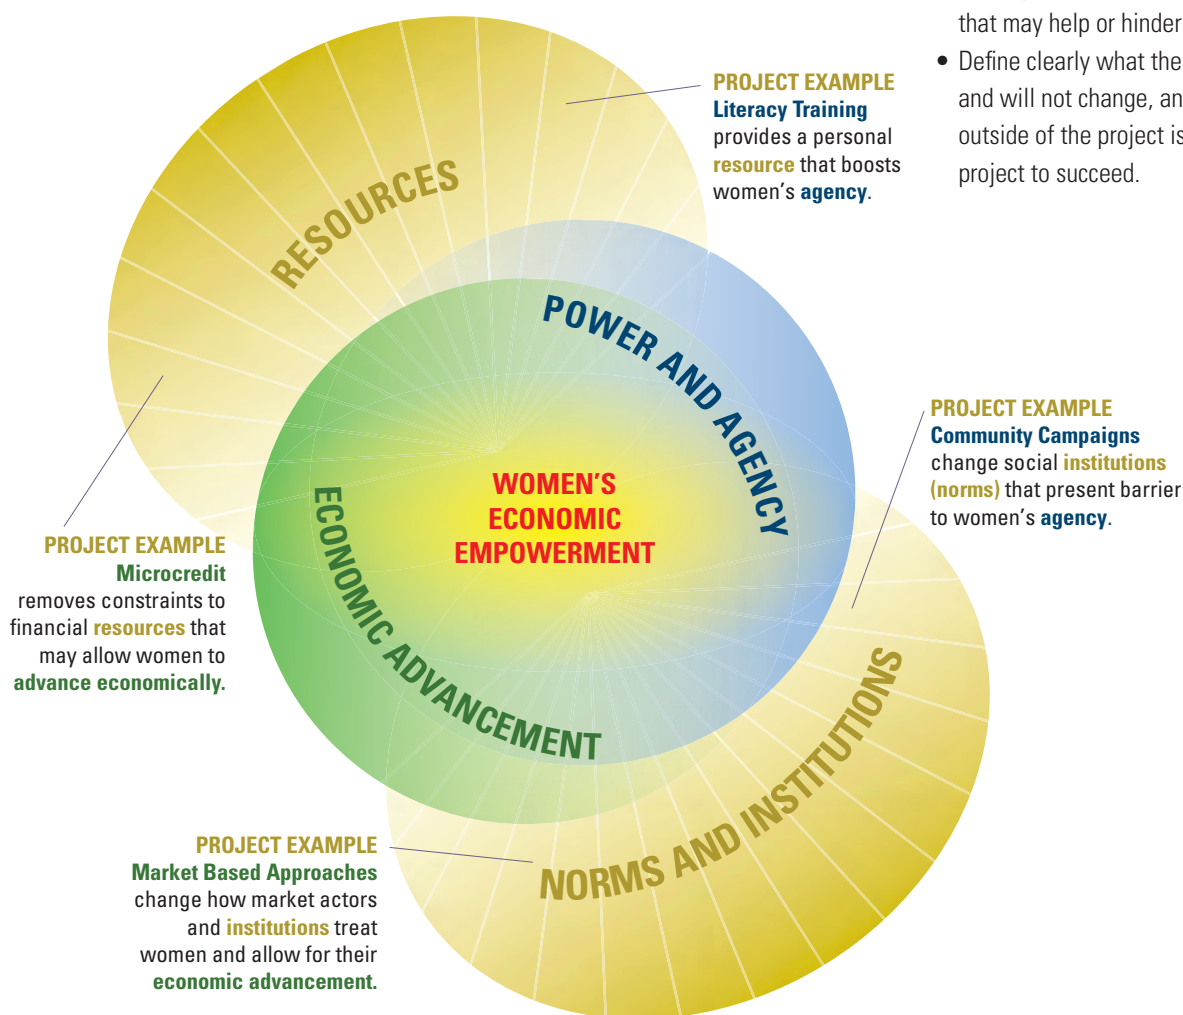 that may help or hinder
• Define clearly what the
and will not change, an
outside of the project is
project to succeed.
PROJECT EXAMPLE
Literacy Training
provides a personal
resource that boosts
women's agency.
RESOURCES
POWER AND AGENCY
WOMEN'S
ECONOMIC
EMPOWERMENT
ECONOMIC ADVANCEMENT
PROJECT EXAMPLE
Community Campaigns
change social institutions
(norms) that present barrier
to women's agency.
PROJECT EXAMPLE
Microcredit
removes constraints to
financial resources that
may allow women to
advance economically.
NORMS AND INSTITUTIONS
PROJECT EXAMPLE
Market Based Approaches
change how market actors
and institutions treat
women and allow for their
economic advancement.